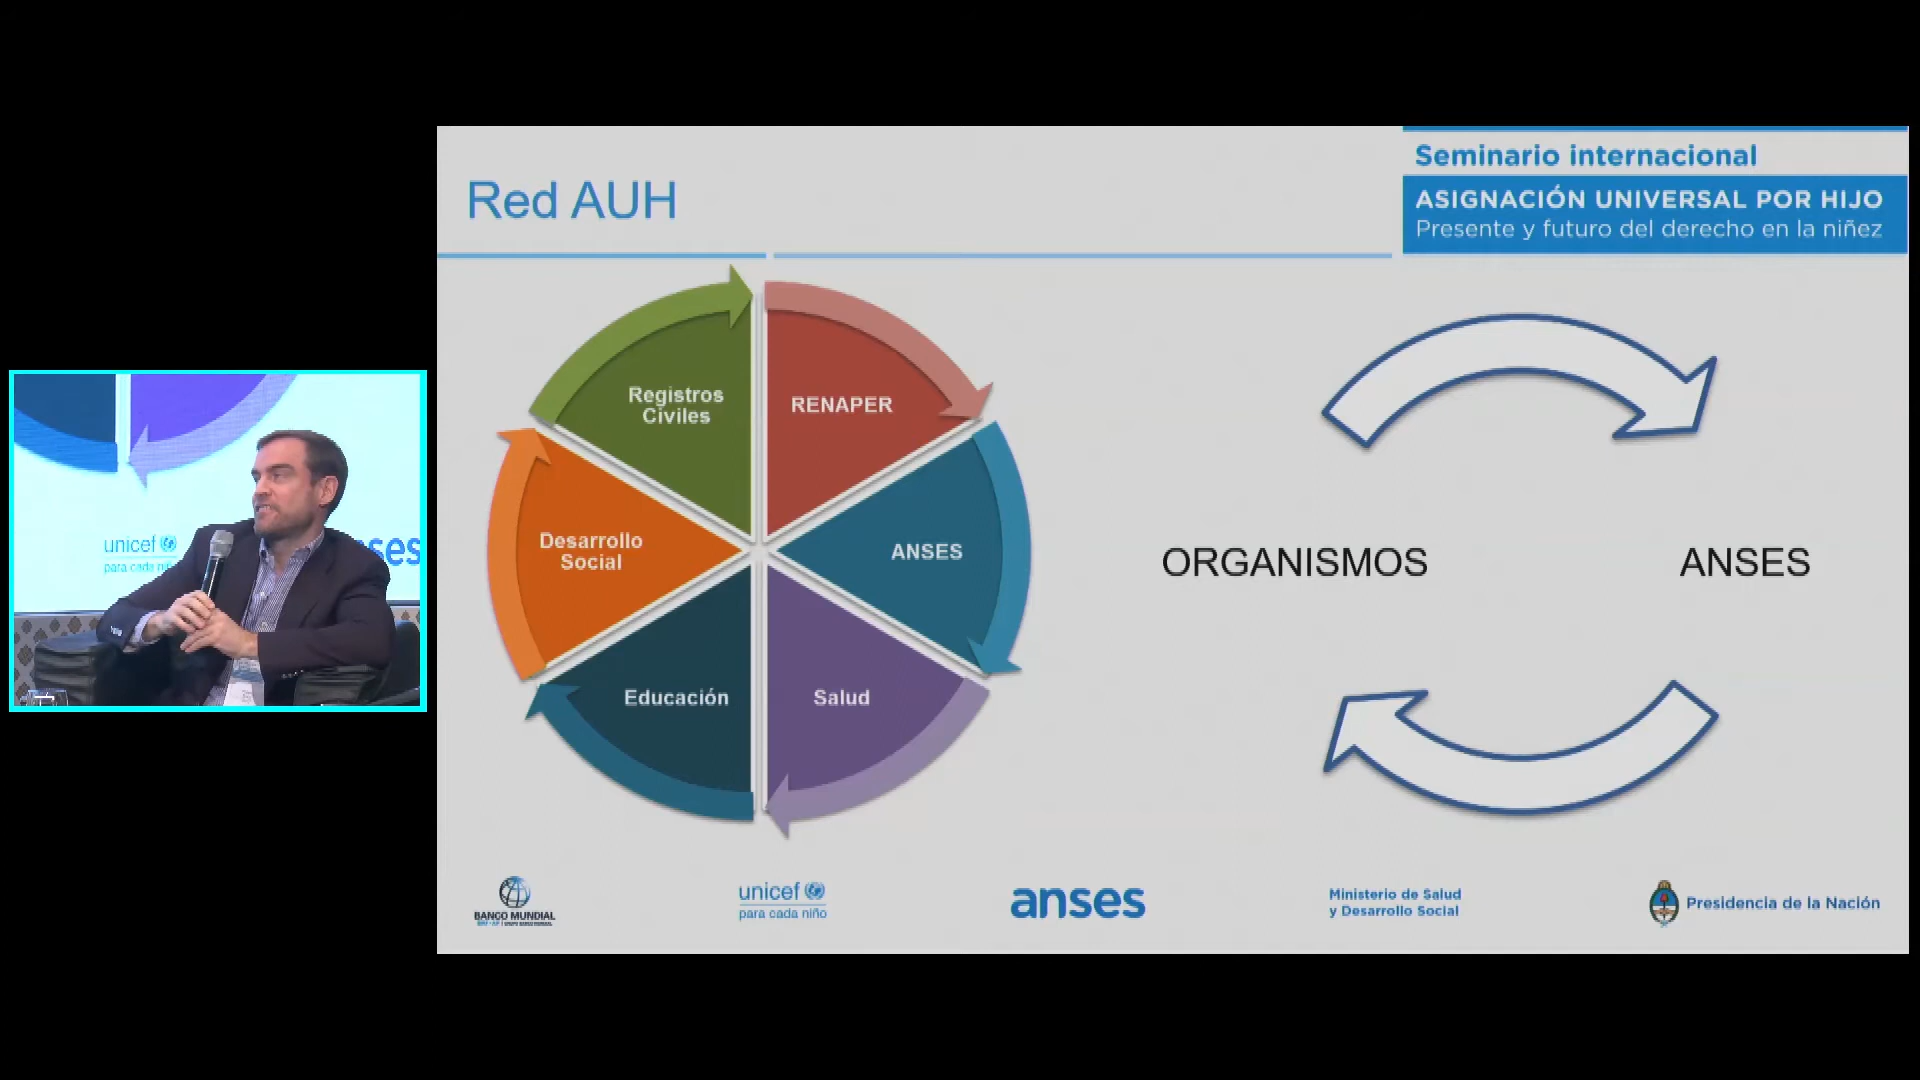 Red AUH
Seminario internacional
ASIGNACIÓN UNIVERSAL POR HIJO
Presente y futuro del derecho en la niñez
Registros
Civiles
RENAPER
Desarrollo
Social
ANSES
Educación
Salud
ORGANISMOS
ANSES
BANCO MUNDIAL
unicef
para cada niño
anses
Ministerio de Salud
y Desarrollo Social
Presidencia de la Nación
unicef
para cada
ses